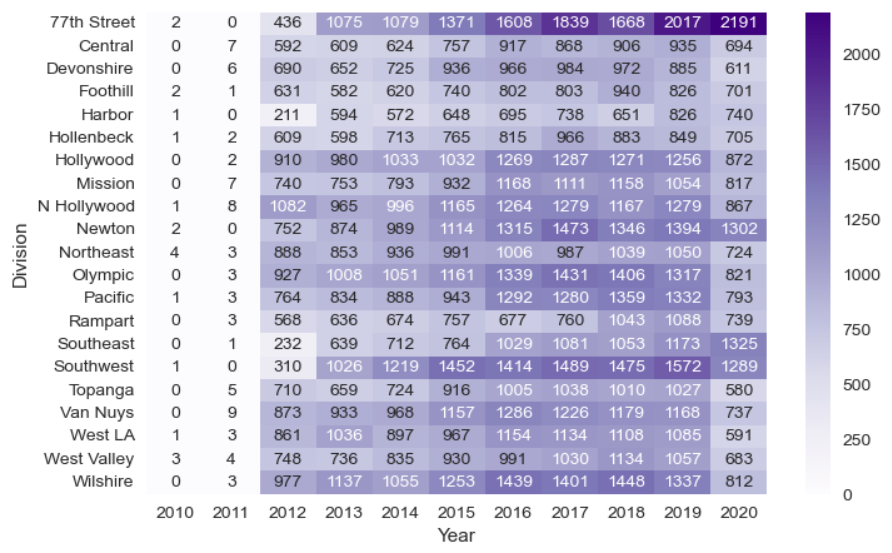 77th Street 2 0 436 1075 1079 1371 1608 1839 1668 2017 2191
Central 0 7 592 609 624 757 917 868 906 935 694
Devonshire 0 6 690 652 725 936 966 984 972 885 611
Foothill 2 1 631 582 620 740 802 803 940 826 701
Harbor 1 0 211 594 572 648 695 738 651 826 740
Hollenbeck 1 2 609 598 713 765 815 966 883 849 705
Hollywood 0 2 910 980 1033 1032 1269 1287 1271 1256 872
Mission 0 7 740 753 793 932 1168 1111 1158 1054 817
N Hollywood 1 8 1082 965 996 1165 1264 1279 1167 1279 867
Newton 2 0 752 874 989 1114 1315 1473 1346 1394 1302
Northeast 4 3 888 853 936 991 1006 987 1039 1050 724
Olympic 0 3 927 1008 1051 1161 1339 1431 1406 1317 821
Pacific 1 3 764 834 888 943 1292 1280 1359 1332 793
Rampart 0 3 568 636 674 757 677 760 1043 1088 739
Southeast 0 1 232 639 712 764 1029 1081 1053 1173 1325
Southwest 1 0 310 1026 1219 1452 1414 1489 1475 1572 1289
Topanga 0 5 710 659 724 916 1005 1038 1010 1027 580
Van Nuys 0 9 873 933 968 1157 1286 1226 1179 1168 737
West LA 1 3 861 1036 897 967 1154 1134 1108 1085 591
West Valley 3 4 748 736 835 930 991 1030 1134 1057 683
Wilshire 0 3 977 1137 1055 1253 1439 1401 1448 1337 812
2010 2011 2012 2013 2014 2015 2016 2017 2018 2019 2020
Year
Division
2000
1750
1500
1250
1000
750
500
250
0